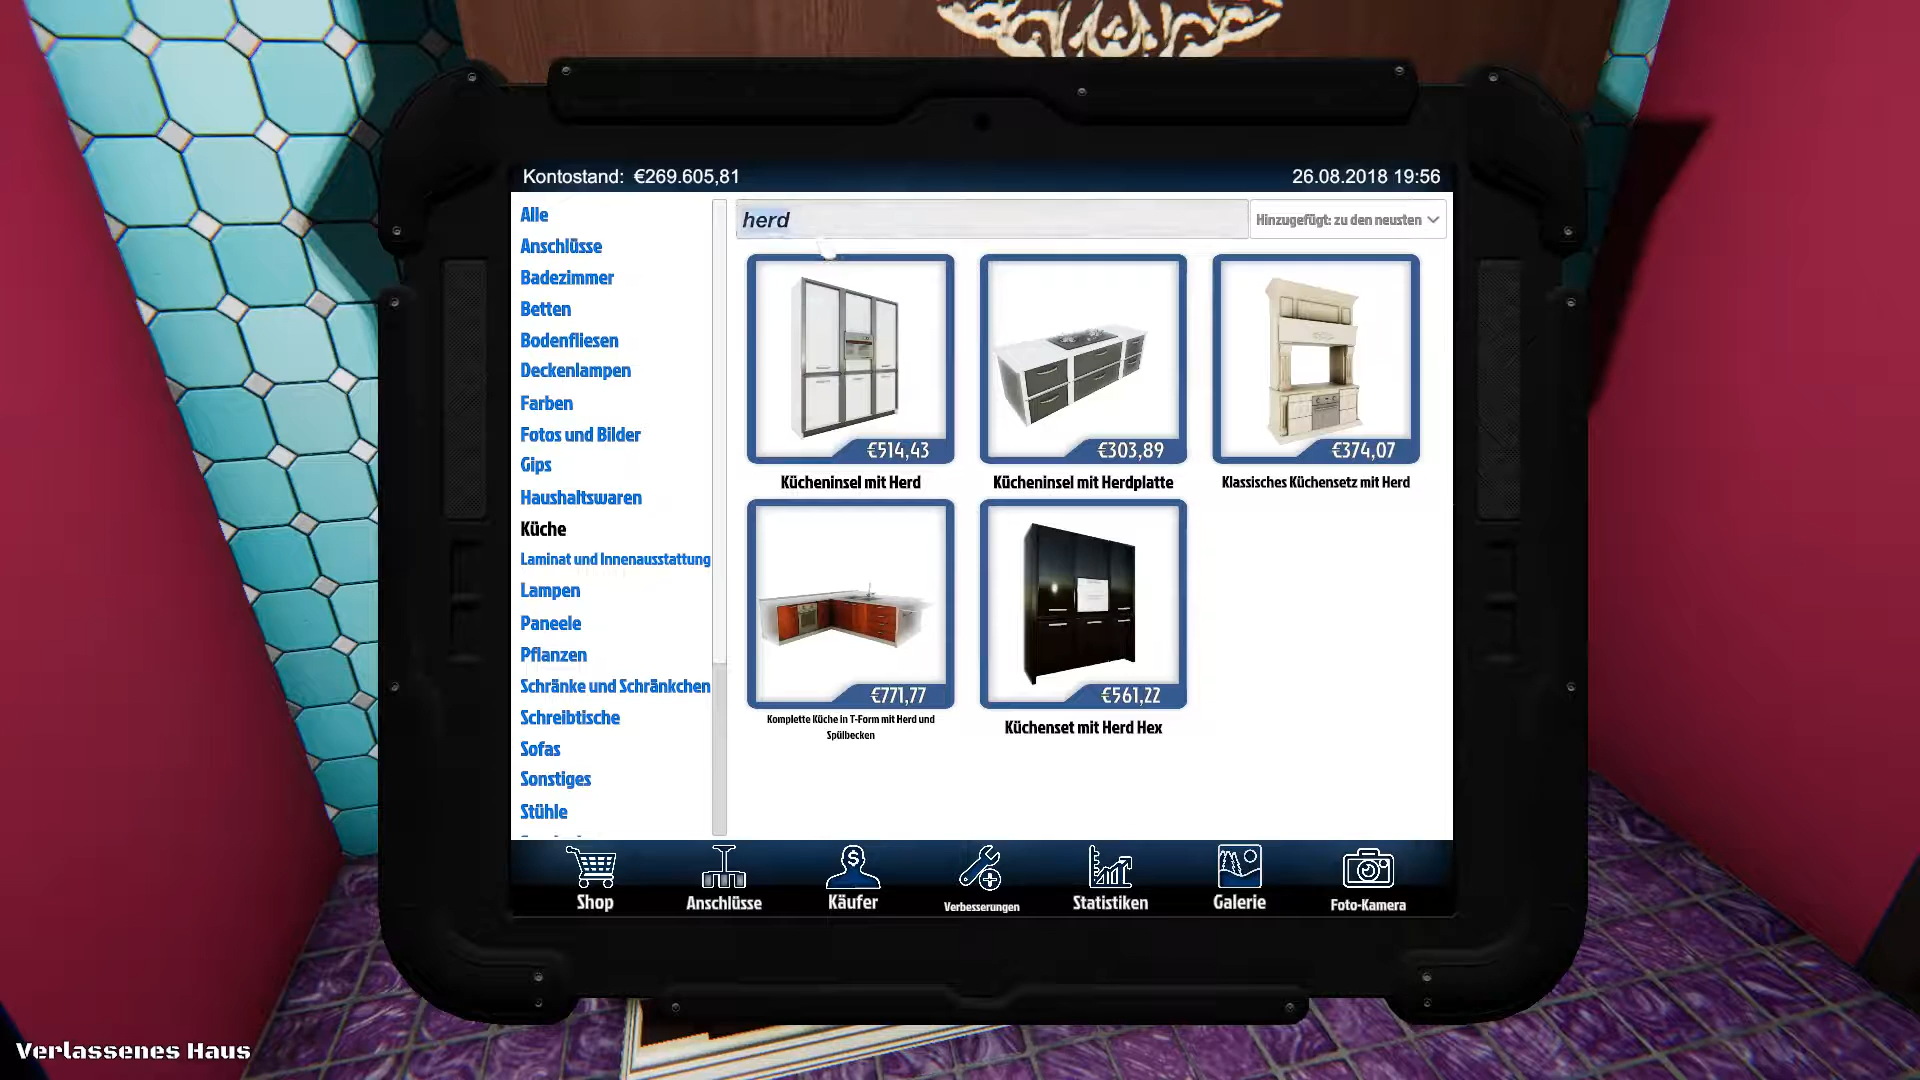 Kontostand: €269.605,81
26.08.2018 19:56
Alle
Anschlüsse
Badezimmer
Betten
Bodenfliesen
Deckenlampen
Farben
Fotos und Bilder
Gips
Haushaltswaren
Küche
Laminat und Innenausstattung
Lampen
Paneele
Pflanzen
Schränke und Schränkchen
Schreibtische
Sofas
Sonstiges
Stühle
herd
Hinzugefügt: zu den neusten
€514,43
€303,89
€374,07
Kücheninsel mit Herd
Kücheninsel mit Herdplatte
Klassisches Küchensetz mit Herd
€771,77
€561,22
Komplette Küche in T-Form mit Herd und
Spülbecken
Küchenset mit Herd Hex
Shop
Anschlüsse
Käufer
Verbesserungen
Statistiken
Galerie
Foto-Kamera
Verlassenes Haus